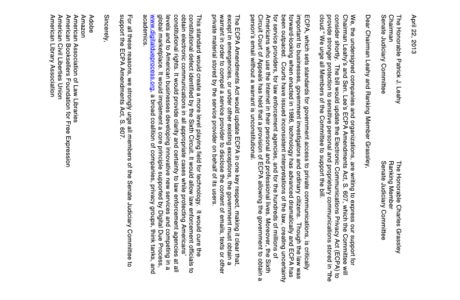 April 22, 2013
The Honorable Patrick J. Leahy
Chairman
Senate Judiciary Committee
The Honorable Charles Grassley
Ranking Member
Senate Judiciary Committee
Dear Chairman Leahy and Ranking Member Grassley,
We, the undersigned companies and organizations, are writing to express our support for
Chairman Leahy's and Sen. Lee's ECPA Amendments Act, S. 607, which the Committee will
consider shortly. The bill would update the Electronic Communications Privacy Act (ECPA) to
provide stronger protection to sensitive personal and proprietary communications stored in "the
cloud." We urge all Members of the Committee to support the bill.
ECPA, which sets standards for government access to private communications, is critically
important to businesses, government investigators and ordinary citizens. Though the law was
forward-looking when enacted in 1986, technology has advanced dramatically and ECPA has
been outpaced. Courts have issued inconsistent interpretations of the law, creating uncertainty
for service providers, for law enforcement agencies, and for the hundreds of millions of
Americans who use the Internet in their personal and professional lives. Moreover, the Sixth
Circuit Court of Appeals has held that a provision of ECPA allowing the government to obtain a
person's email without a warrant is unconstitutional.
The ECPA Amendments Act would update ECPA in one key respect, making it clear that,
except in emergencies, or under other existing exceptions, the government must obtain a
warrant in order to compel a service provider to disclose the content of emails, texts or other
private material stored by the service provider on behalf of its users.
This standard would create a more level playing field for technology. It would cure the
constitutional defect identified by the Sixth Circuit. It would allow law enforcement officials to
obtain electronic communications in all appropriate cases while protecting Americans'
constitutional rights. It would provide clarity and certainty to law enforcement agencies at all
levels and to American businesses developing innovative new services and competing in a
global marketplace. It would implement a core principle supported by Digital Due Process,
www.digitaldueprocess.org, a broad coalition of companies, privacy groups, think tanks, and
academics.
For all these reasons, we strongly urge all members of the Senate Judiciary Committee to
support the ECPA Amendments Act, S. 607.
Sincerely,
Adobe
Amazon
American Association of Law Libraries
American Booksellers Foundation for Free Expression
American Civil Liberties Union
American Library Association